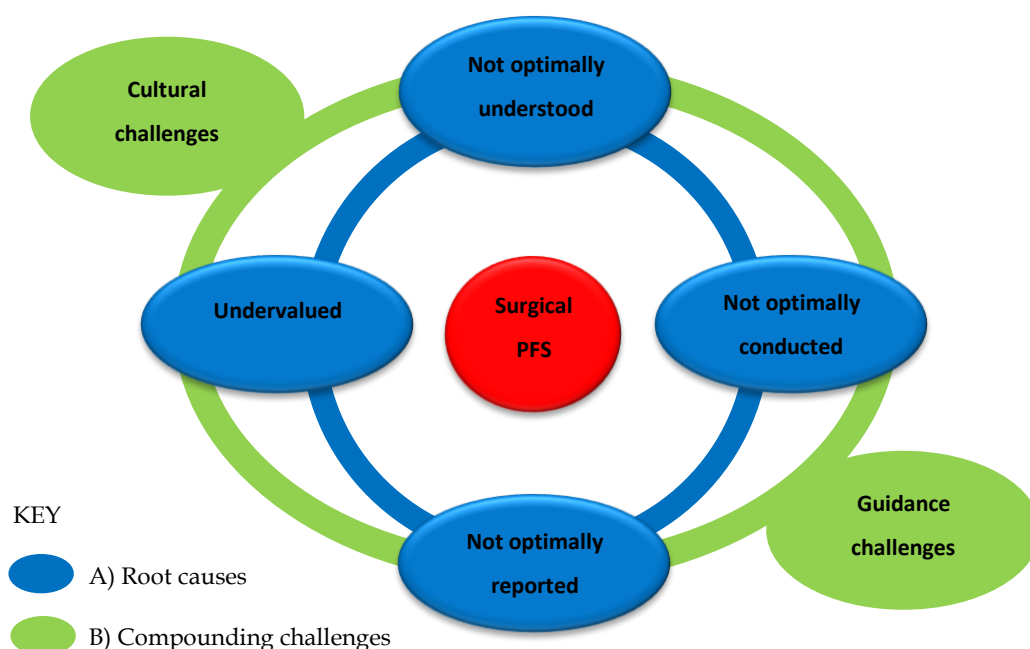 Not optimally
understood
Cultural
challenges
Undervalued
Surgical
PFS
Not optimally
conducted
Not optimally
reported
Guidance
challenges
KEY
A) Root causes
B) Compounding challenges